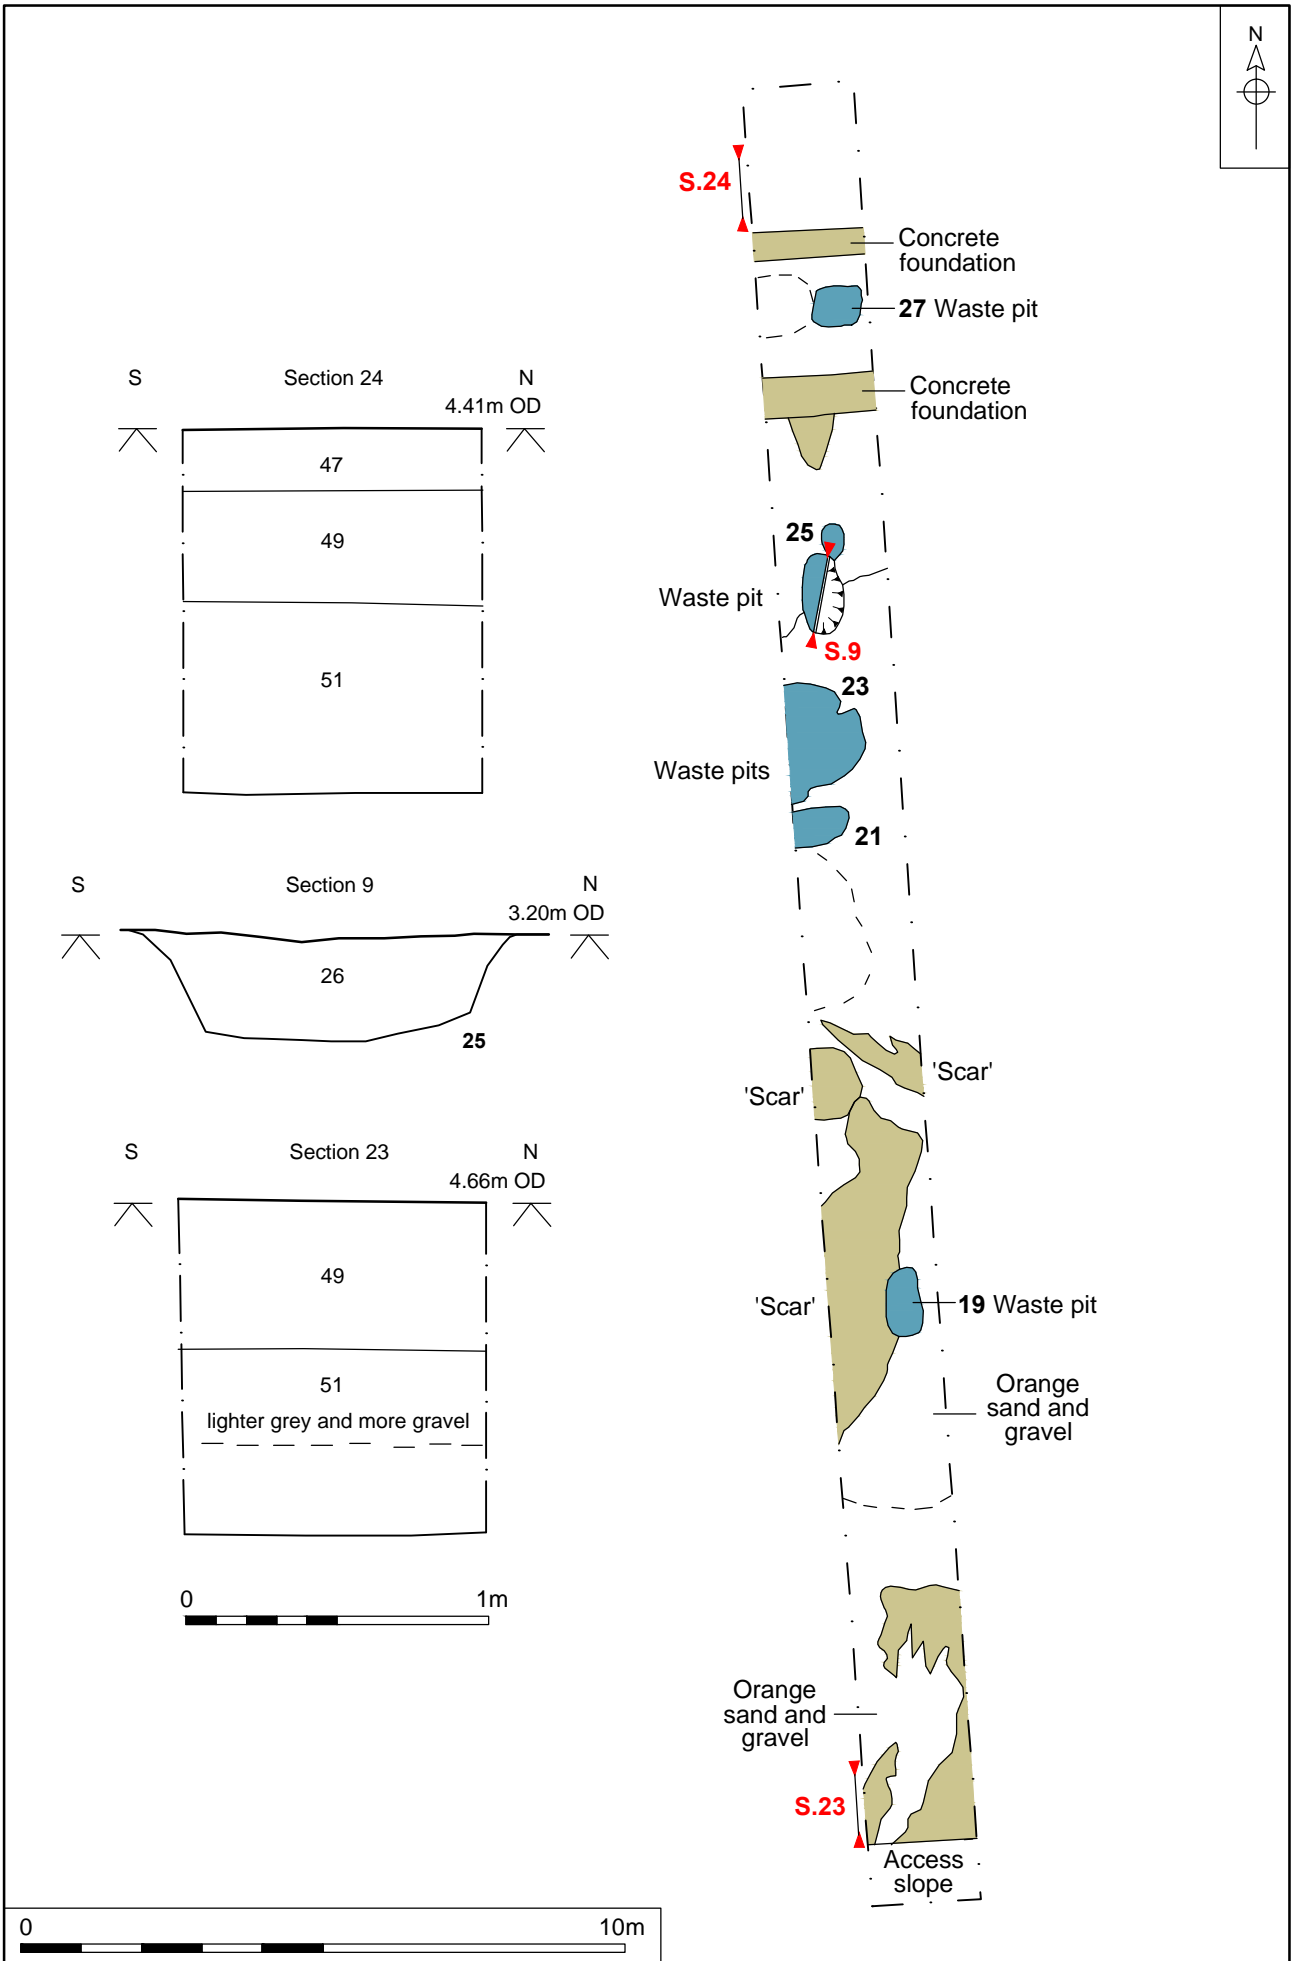 N
S.24
Concrete
foundation
27 Waste pit
Concrete
foundation
25
Waste pit
S.9
23
Waste pits
21
'Scar'
'Scar'
'Scar'
19 Waste pit
Orange
sand and
gravel
Orange
sand and
gravel
S.23
Access
slope
S Section 24 N
4.41m OD
47
49
51
S Section 9 N
3.20m OD
26
25
S Section 23 N
4.66m OD
49
51
lighter grey and more gravel
0 1m
0 10m